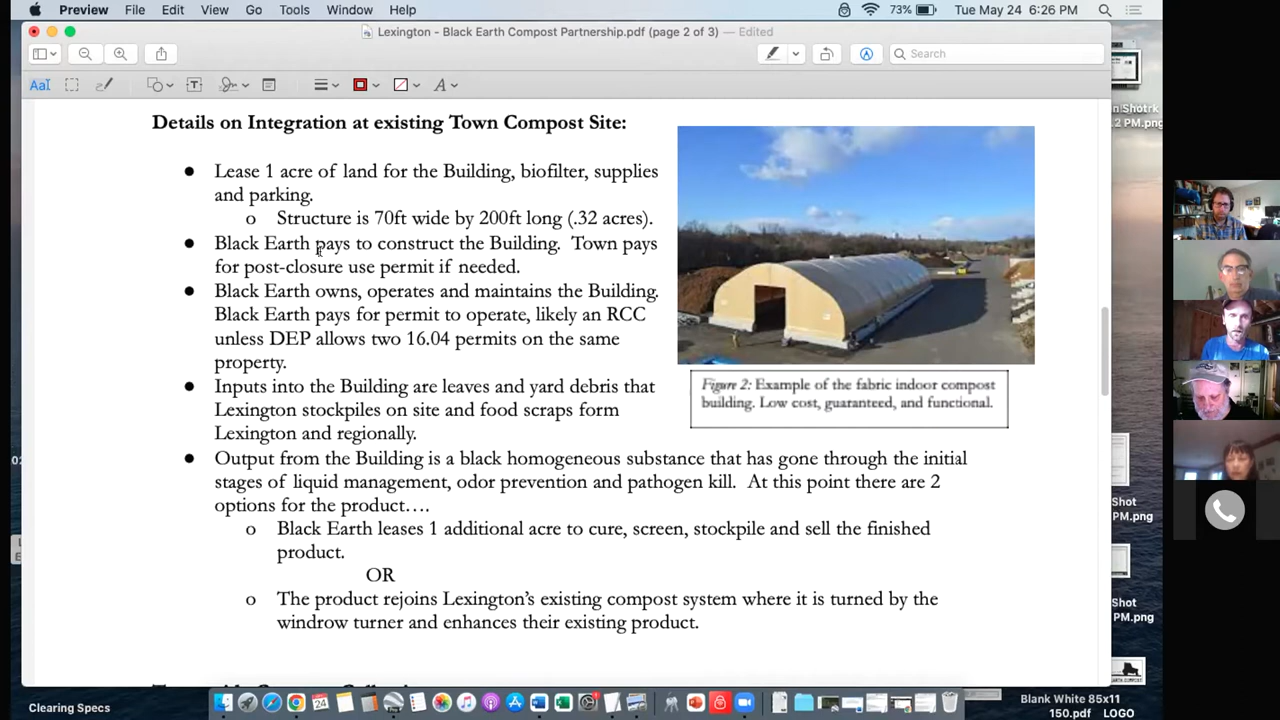 Preview File Edit View Go Tools Window Help 73% Tue May 24 6:26 PM
Lexington - Black Earth Compost Partnership.pdf (page 2 of 3) — Edited
Search
AaI T A
Details on Integration at existing Town Compost Site:
● Lease 1 acre of land for the Building, biofilter, supplies
and parking.
o Structure is 70ft wide by 200ft long (.32 acres).
● Black Earth pays to construct the Building. Town pays
for post-closure use permit if needed.
● Black Earth owns, operates and maintains the Building.
Black Earth pays for permit to operate, likely an RCC
unless DEP allows two 16.04 permits on the same
property.
● Inputs into the Building are leaves and yard debris that
Lexington stockpiles on site and food scraps form
Lexington and regionally.
Figure 2: Example of the fabric indoor compost
building. Low cost, guaranteed, and functional.
● Output from the Building is a black homogeneous substance that has gone through the initial
stages of liquid management, odor prevention and pathogen kill. At this point there are 2
options for the product….
o Black Earth leases 1 additional acre to cure, screen, stockpile and sell the finished
product.
OR
o The product rejoins Lexington's existing compost system where it is turned by the
windrow turner and enhances their existing product.
Shot
PM.png
Shot
PM.png
24
Clearing Specs
Blank White 85x11
150.pdf LOGO